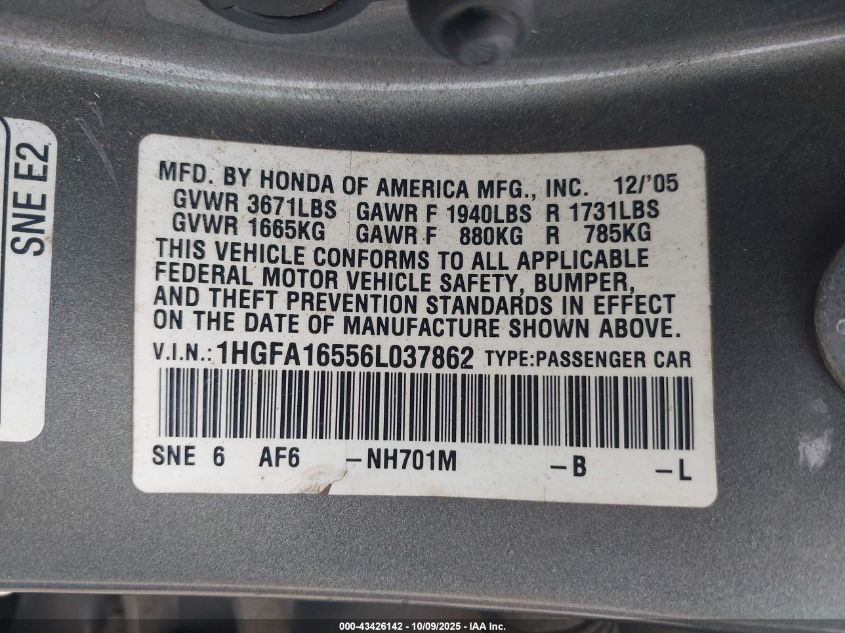 SNE E2
MFD. BY HONDA OF AMERICA MFG., INC. 12/'05
GVWR 3671LBS GAWR F 1940LBS R 1731LBS
GVWR 1665KG GAWR F 880KG R 785KG
THIS VEHICLE CONFORMS TO ALL APPLICABLE
FEDERAL MOTOR VEHICLE SAFETY, BUMPER,
AND THEFT PREVENTION STANDARDS IN EFFECT
ON THE DATE OF MANUFACTURE SHOWN ABOVE.
V.I.N.: 1HGFA16556L037862 TYPE:PASSENGER CAR
SNE 6 AF6 -NH701M -B -L
000-43426142 - 10/09/2025 - IAA Inc.